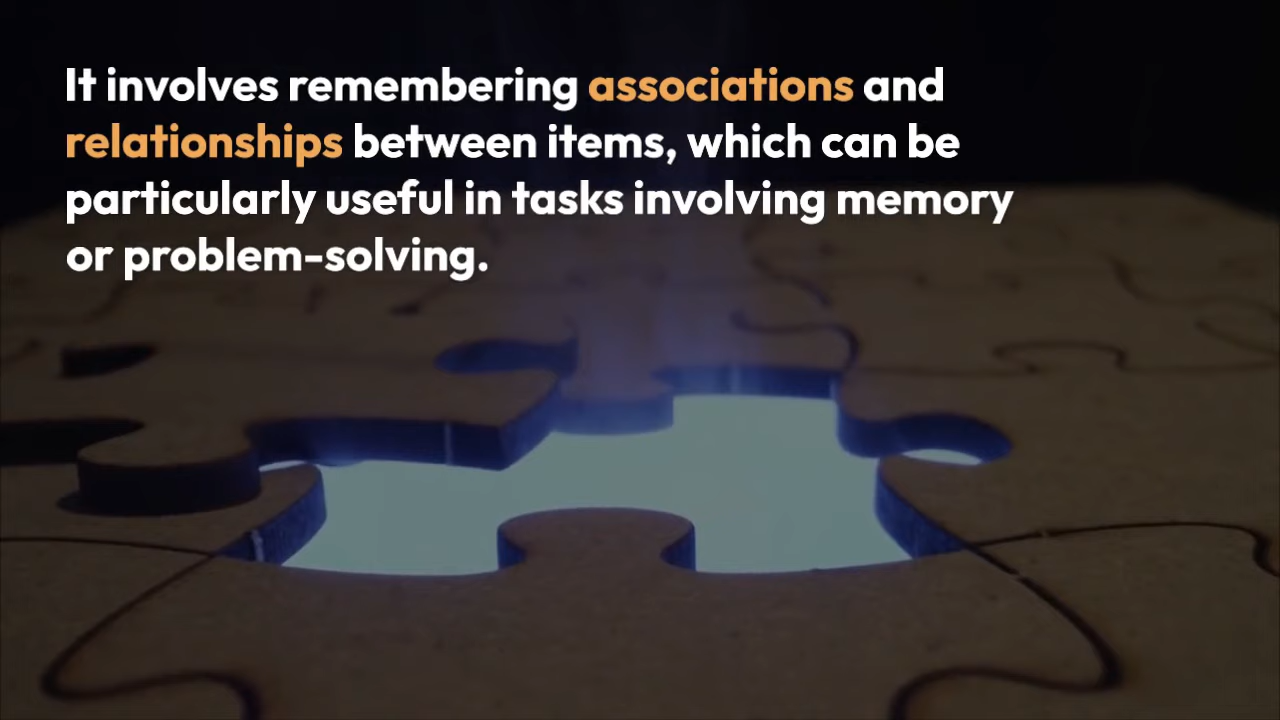 It involves remembering associations and
relationships between items, which can be
particularly useful in tasks involving memory
or problem-solving.